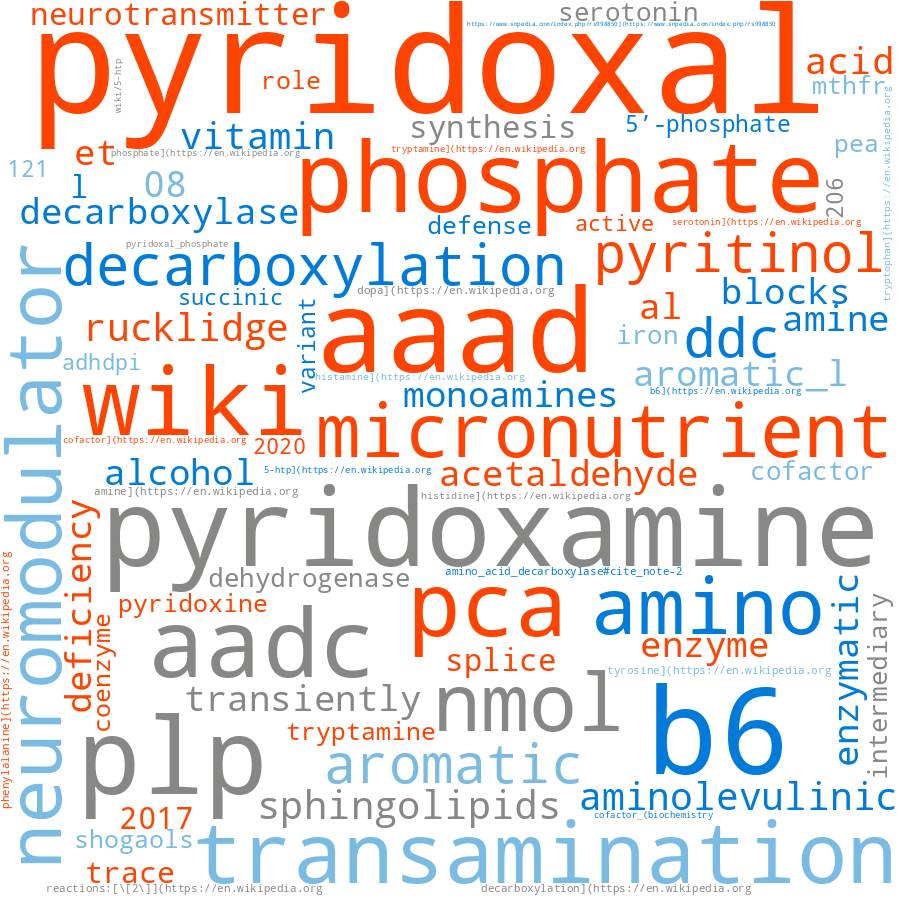 neurotransmitter
serotonin
https://www.snpedia.com/index.php/rs998850](https://www.snpedia.com/index.php/rs998850
pyridoxal
acid
role
wiki/5-htp
mthfr
synthesis
5’-phosphate
vitamin
pea
et
phosphate](https://en.wikipedia.org
tryptamine](https://en.wikipedia.org
phosphate
121
l
O8
206
decarboxylase
defense
active
serotonin](https://en.wikipedia.org
tryptophan](https://en.wikipedia.org
pyridoxal_phosphate
decarboxylation
pyritinol
succinic
dopa](https://en.wikipedia.org
blocks
al
amine
rucklidge
variant
aaad
iron
ddc
adhdpi
histamine](https://en.wikipedia.org
aromatic_l
wiki
monoamines
b6](https://en.wikipedia.org
micronutrient
cofactor](https://en.wikipedia.org
2020
neuromodulator
alcohol
5-htp](https://en.wikipedia.org
acetaldehyde
cofactor
amine](https://en.wikipedia.org
histidine](https://en.wikipedia.org
pyridoxamine
deficiency
phenylalanine](https://en.wikipedia.org
dehydrogenase
amino_acid_decarboxylase#cite_note-2
pyridoxine
coenzyme
aadc
pca
amino
enzymatic
intermediary
enzyme
splice
tyrosine](https://en.wikipedia.org
transiently
nmol
b6
plp
tryptamine
aromatic
sphingolipids
aminolevulinic
2017
cofactor_(biochemistry
shogaols
transamination
trace
reactions:[\[2\]](https://en.wikipedia.org
decarboxylation](https://en.wikipedia.org